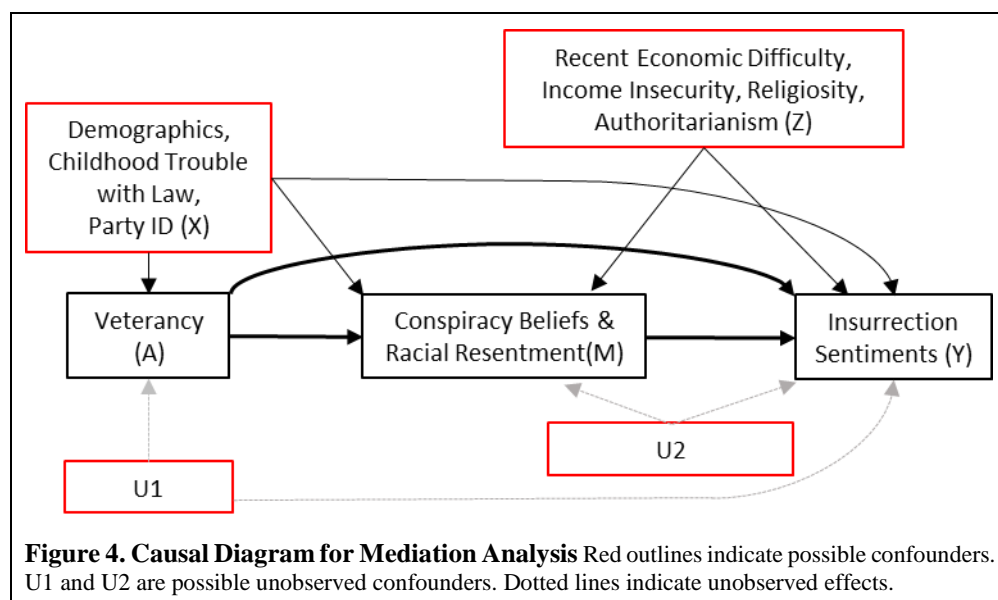 Recent Economic Difficulty,
Income Insecurity, Religiosity,
Authoritarianism (Z)
Demographics,
Childhood Trouble
with Law,
Party ID (X)
Veterancy
(A)
Conspiracy Beliefs &
Racial Resentment(M)
Insurrection
Sentiments (Y)
U2
U1
Figure 4. Causal Diagram for Mediation Analysis Red outlines indicate possible confounders.
U1 and U2 are possible unobserved confounders. Dotted lines indicate unobserved effects.